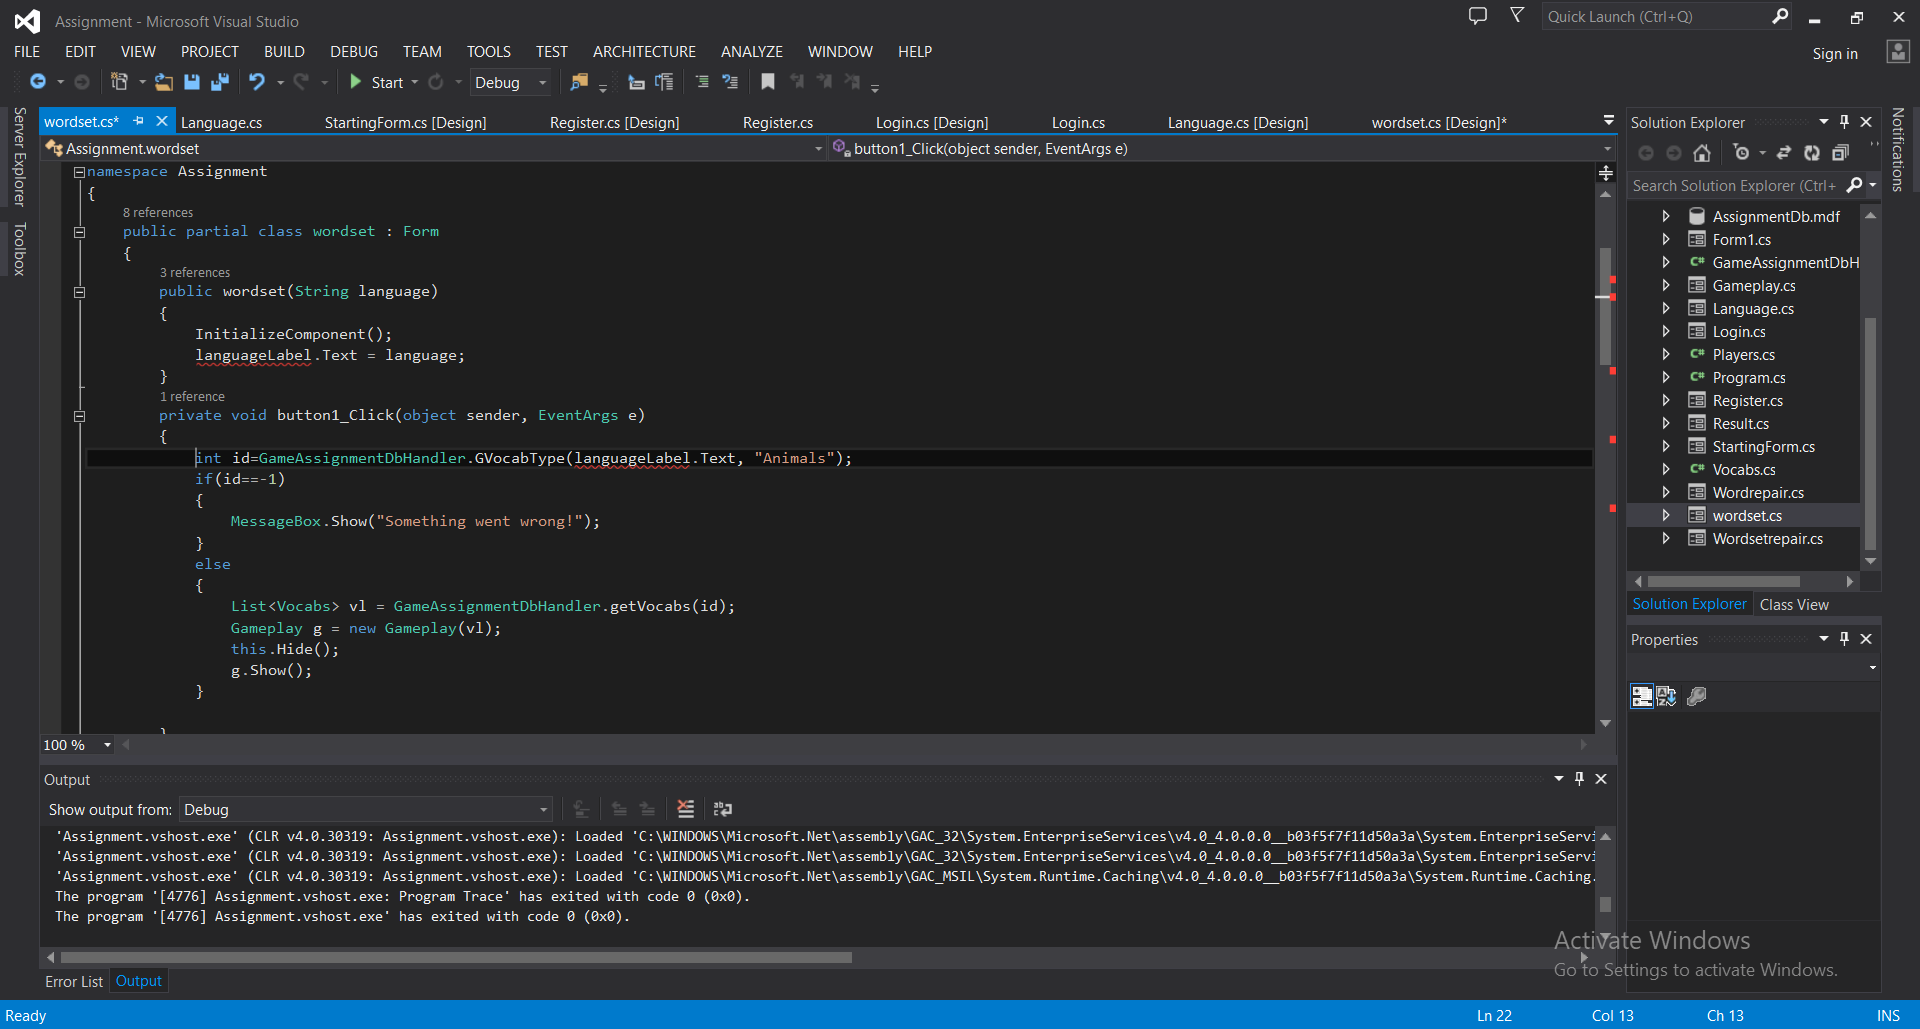 Assignment - Microsoft Visual Studio
Quick Launch (Ctrl+Q)
FILE EDIT VIEW PROJECT BUILD DEBUG TEAM TOOLS TEST ARCHITECTURE ANALYZE WINDOW HELP
Sign in
Start Debug
Server Explorer
Toolbox
wordset.cs* Language.cs StartingForm.cs [Design] Register.cs [Design] Register.cs Login.cs [Design] Login.cs Language.cs [Design] wordset.cs [Design]*
Assignment.wordset button1_Click(object sender, EventArgs e)
namespace Assignment
{
8 references
public partial class wordset : Form
{
3 references
public wordset(String language)
{
InitializeComponent();
languageLabel.Text = language;
}
1 reference
private void button1_Click(object sender, EventArgs e)
{
int id=GameAssignmentDbHandler.GVocabType(languageLabel.Text, "Animals");
if(id==-1)
{
MessageBox.Show("Something went wrong!");
}
else
{
List<Vocabs> vl = GameAssignmentDbHandler.getVocabs(id);
Gameplay g = new Gameplay(vl);
this.Hide();
g.Show();
}
}
100 %
Output
Show output from: Debug
'Assignment.vshost.exe' (CLR v4.0.30319: Assignment.vshost.exe): Loaded 'C:\WINDOWS\Microsoft.Net\assembly\GAC_32\System.EnterpriseServices\v4.0_4.0.0.0__b03f5f7f11d50a3a\System.EnterpriseServi
'Assignment.vshost.exe' (CLR v4.0.30319: Assignment.vshost.exe): Loaded 'C:\WINDOWS\Microsoft.Net\assembly\GAC_32\System.EnterpriseServices\v4.0_4.0.0.0__b03f5f7f11d50a3a\System.EnterpriseServi
'Assignment.vshost.exe' (CLR v4.0.30319: Assignment.vshost.exe): Loaded 'C:\WINDOWS\Microsoft.Net\assembly\GAC_MSIL\System.Runtime.Caching\v4.0_4.0.0.0__b03f5f7f11d50a3a\System.Runtime.Caching.
The program '[4776] Assignment.vshost.exe: Program Trace' has exited with code 0 (0x0).
The program '[4776] Assignment.vshost.exe' has exited with code 0 (0x0).
Error List Output
Solution Explorer
Search Solution Explorer (Ctrl+
AssignmentDb.mdf
Form1.cs
GameAssignmentDbH
Gameplay.cs
Language.cs
Login.cs
Players.cs
Program.cs
Register.cs
Result.cs
StartingForm.cs
Vocabs.cs
Wordrepair.cs
wordset.cs
Wordsetrepair.cs
Solution Explorer Class View
Properties
Notifications
Activate Windows
Go to Settings to activate Windows.
Ready Ln 22 Col 13 Ch 13 INS